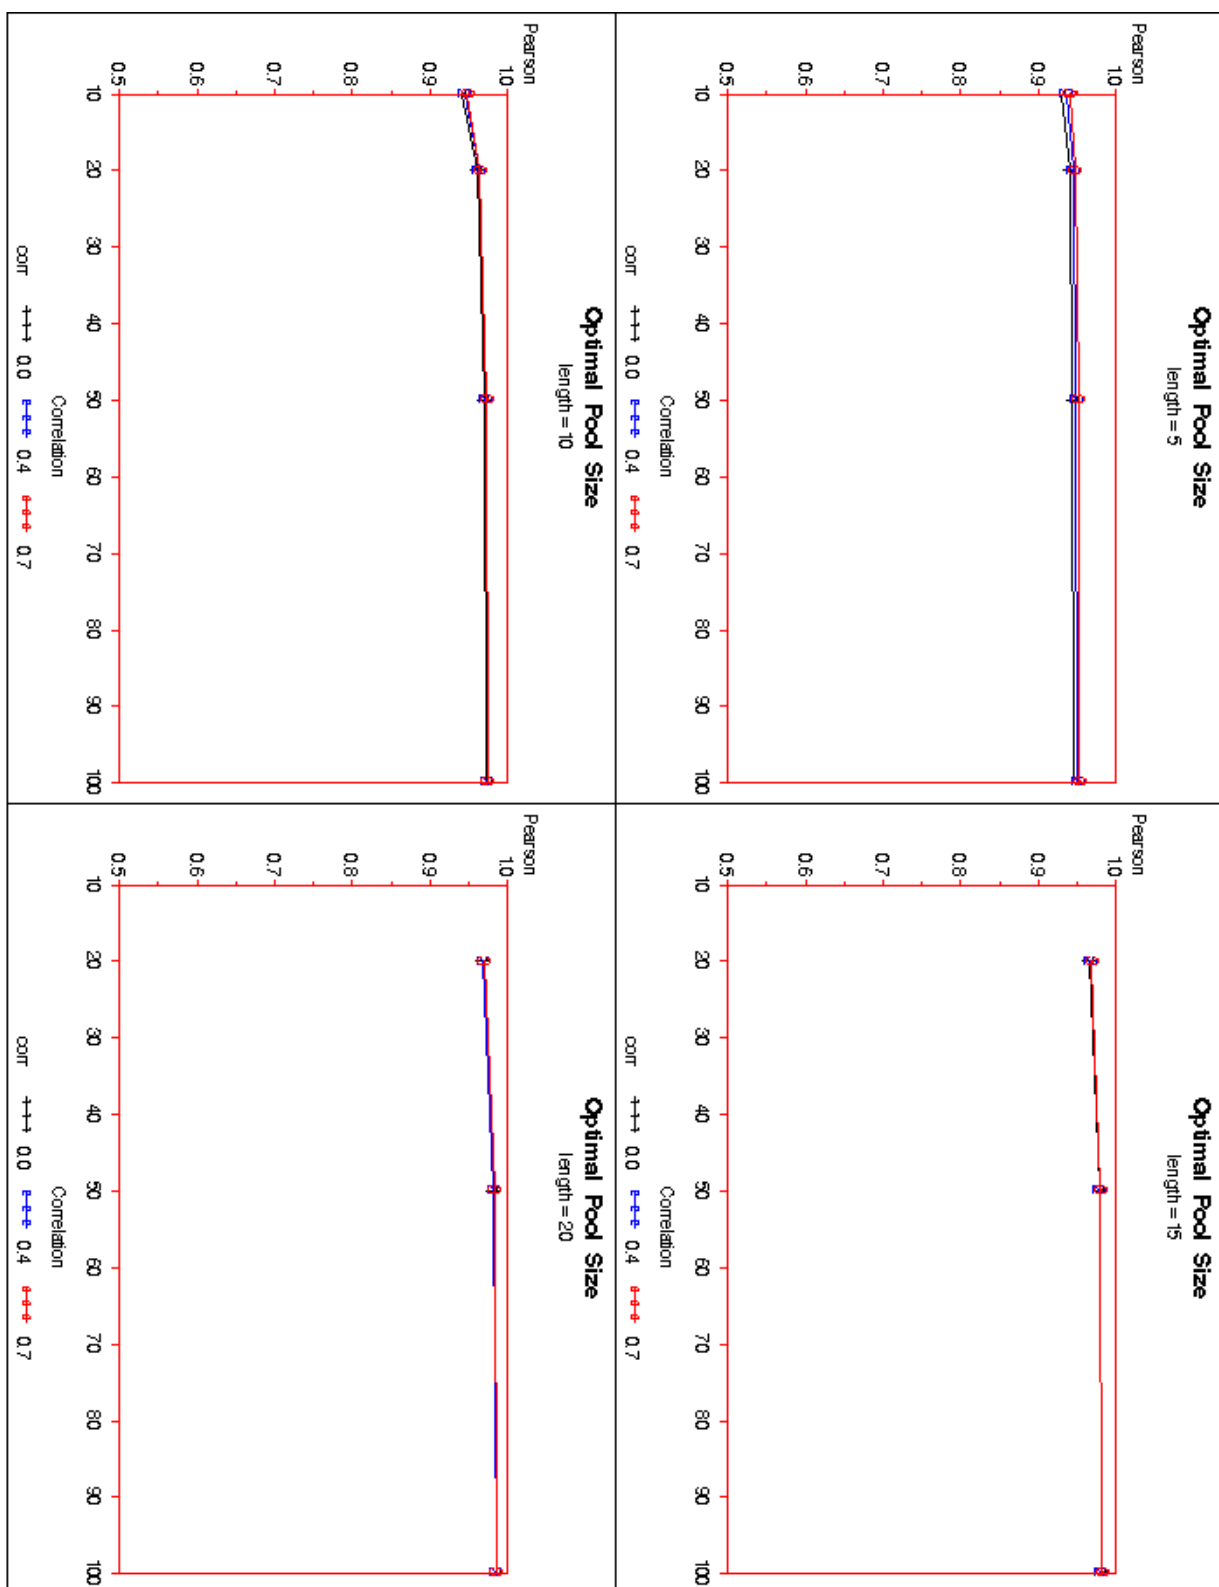 Optimal Pool Size
length = 5
Pearson
1.0
0.9
0.8
0.7
0.6
0.5
10 20 30 40 50 60 70 80 90 100
Correlation
corr 0.0 0.4 0.7
Optimal Pool Size
length = 15
Pearson
1.0
0.9
0.8
0.7
0.6
0.5
10 20 30 40 50 60 70 80 90 100
Correlation
corr 0.0 0.4 0.7
Optimal Pool Size
length = 10
Pearson
1.0
0.9
0.8
0.7
0.6
0.5
10 20 30 40 50 60 70 80 90 100
Correlation
corr 0.0 0.4 0.7
Optimal Pool Size
length = 20
Pearson
1.0
0.9
0.8
0.7
0.6
0.5
10 20 30 40 50 60 70 80 90 100
Correlation
corr 0.0 0.4 0.7